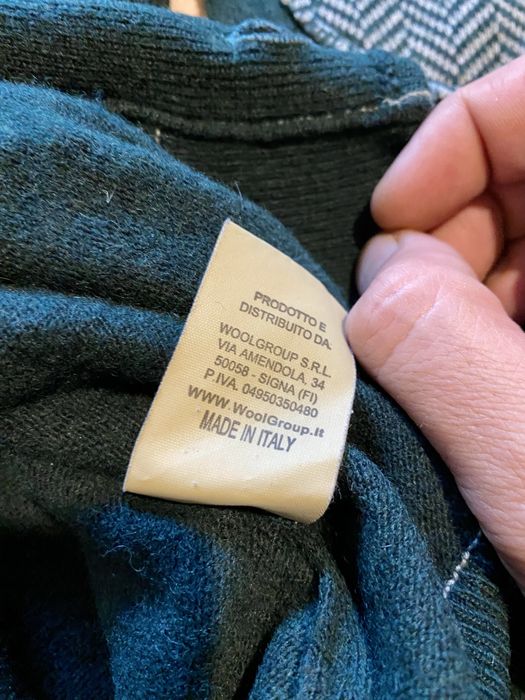 PRODOTTO E
DISTRIBUITO DA.
WOOLGROUP S.R.L.
VIA AMENDOLA, 34
50058 - SIGNA (FI)
P.IVA. 04950350480
WWW.WOOLGROUP.IT
MADE IN ITALY